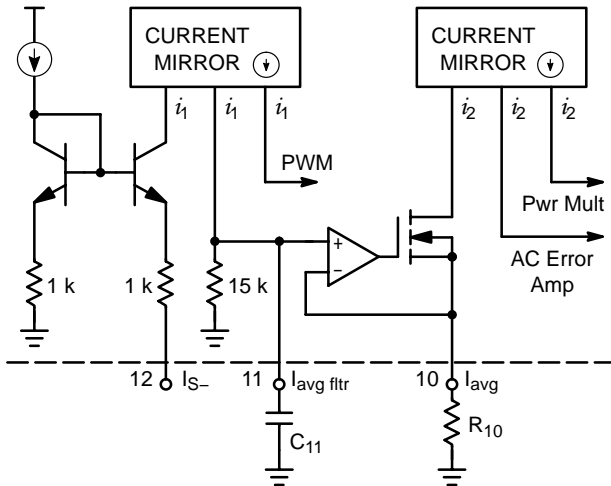 CURRENT
MIRROR
CURRENT
MIRROR
i1
i1
i1
i2
i2
i2
PWM
Pwr Mult
AC Error
Amp
+
−
1 k
1 k
15 k
12
IS−
11
Iavg fltr
10
Iavg
C11
R10